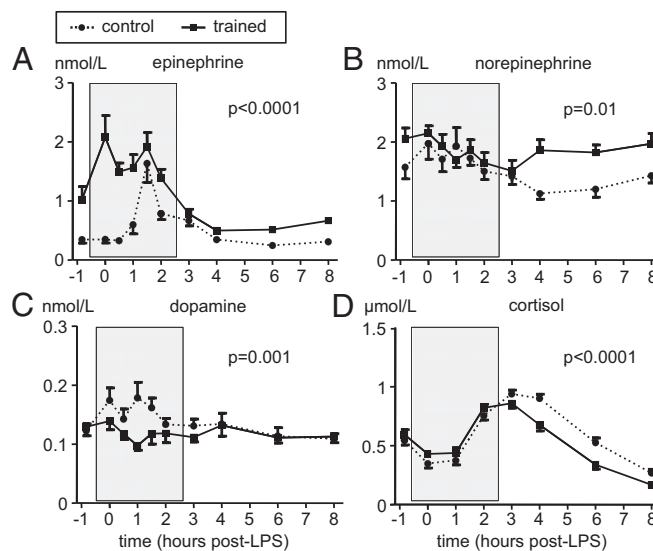 control trained
A epinephrine
nmol/L
p<0.0001
3
2
1
0
-1 0 1 2 3 4 5 6 7 8
B norepinephrine
nmol/L
p=0.01
3
2
1
0
-1 0 1 2 3 4 5 6 7 8
C dopamine
nmol/L
p=0.001
0.3
0.2
0.1
0
-1 0 1 2 3 4 5 6 7 8
time (hours post-LPS)
D cortisol
µmol/L
p<0.0001
1.5
1
0.5
0
-1 0 1 2 3 4 5 6 7 8
time (hours post-LPS)